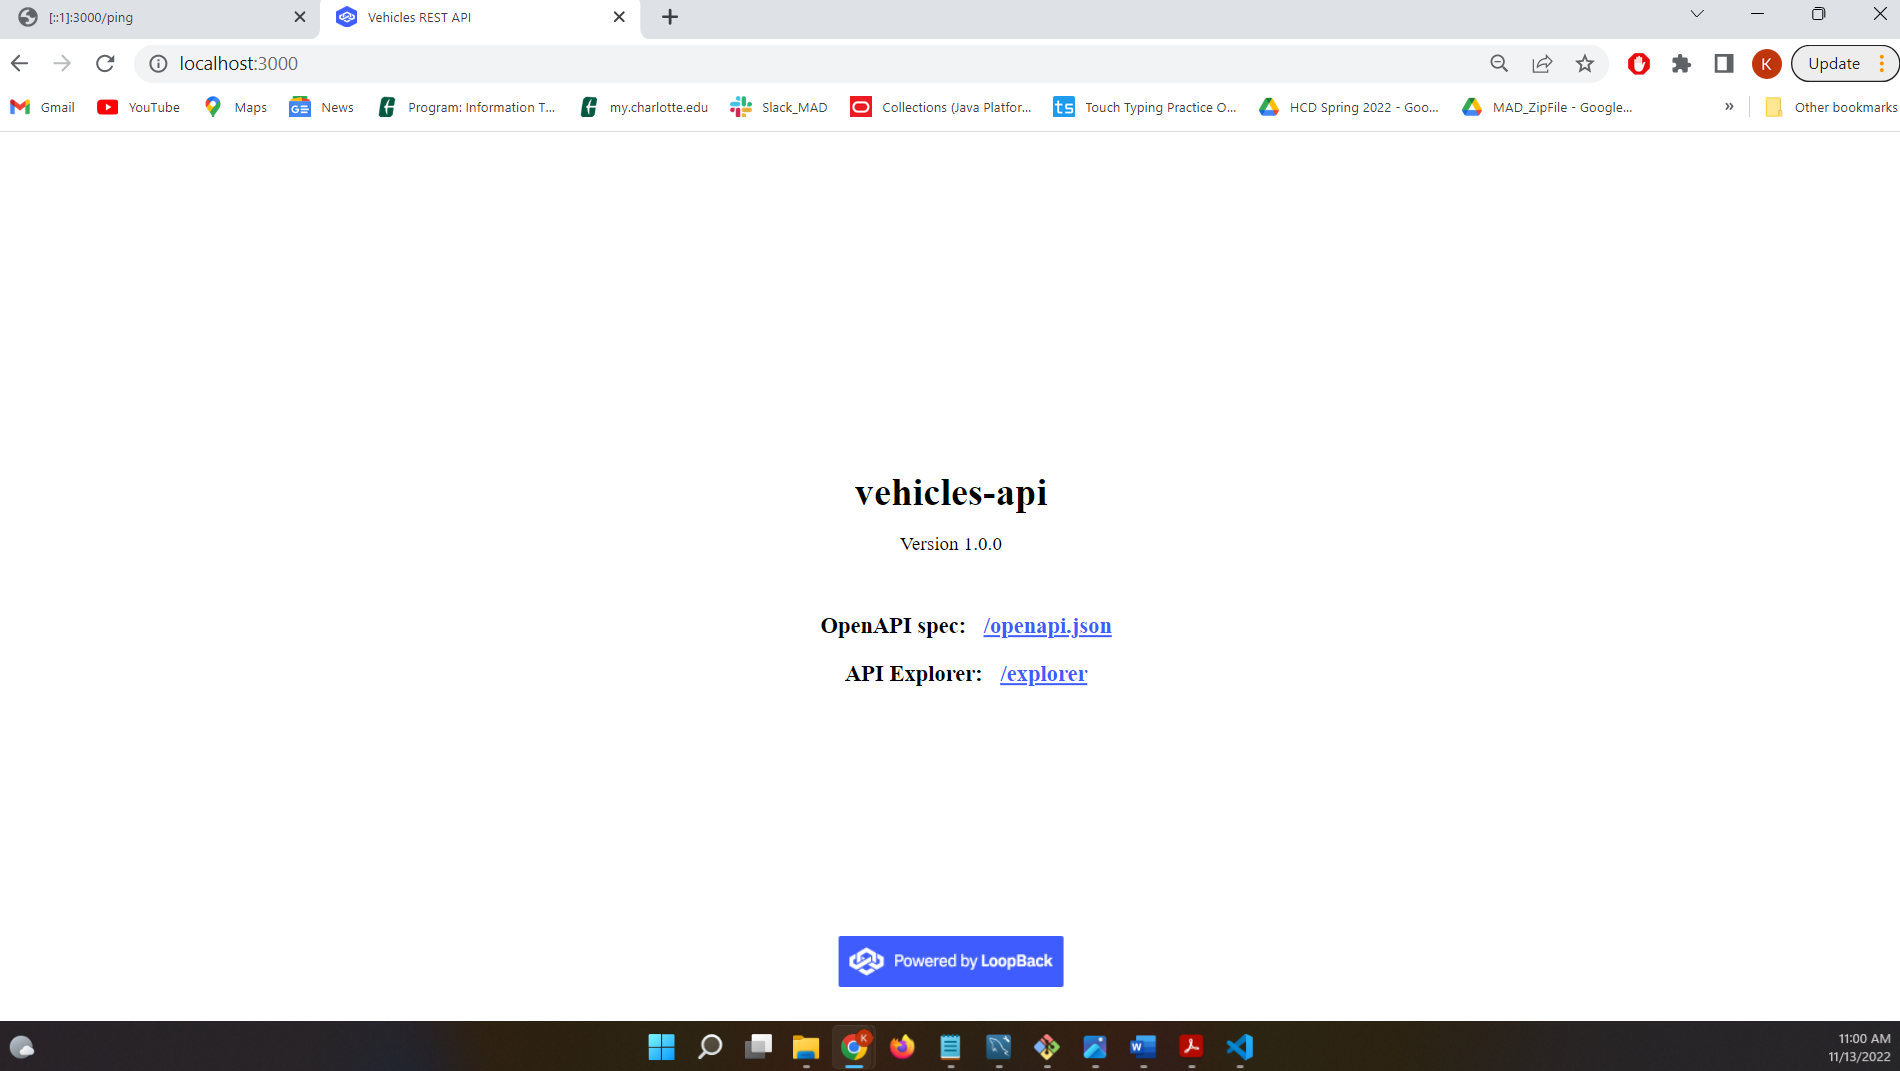 [::1]:3000/ping
Vehicles REST API
localhost:3000
K
Update
Gmail
YouTube
Maps
GE
News
Program: Information T...
my.charlotte.edu
Slack_MAD
Collections (Java Platfor...
ts
Touch Typing Practice O...
HCD Spring 2022 - Goo...
MAD_ZipFile - Google...
»
Other bookmarks
vehicles-api
Version 1.0.0
OpenAPI spec: /openapi.json
API Explorer: /explorer
Powered by LoopBack
K
W
11:00 AM
11/13/2022